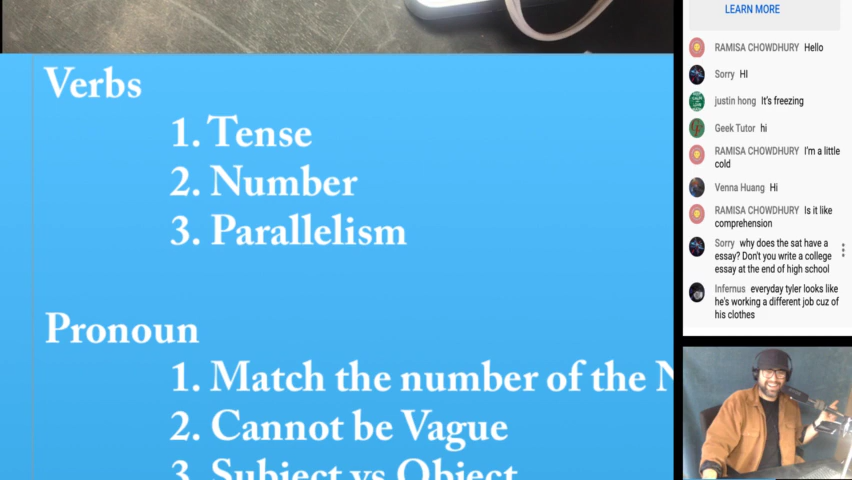 LEARN MORE
RAMISA CHOWDHURY Hello
Sorry HI
justin hong It's freezing
Geek Tutor hi
RAMISA CHOWDHURY I'm a little
cold
Venna Huang Hi
RAMISA CHOWDHURY Is it like
comprehension
Sorry why does the sat have a
essay? Don't you write a college
essay at the end of high school
Infernus everyday tyler looks like
he's working a different job cuz of
his clothes
Verbs
1. Tense
2. Number
3. Parallelism
Pronoun
1. Match the number of the
2. Cannot be Vague
3. Subject vs Object